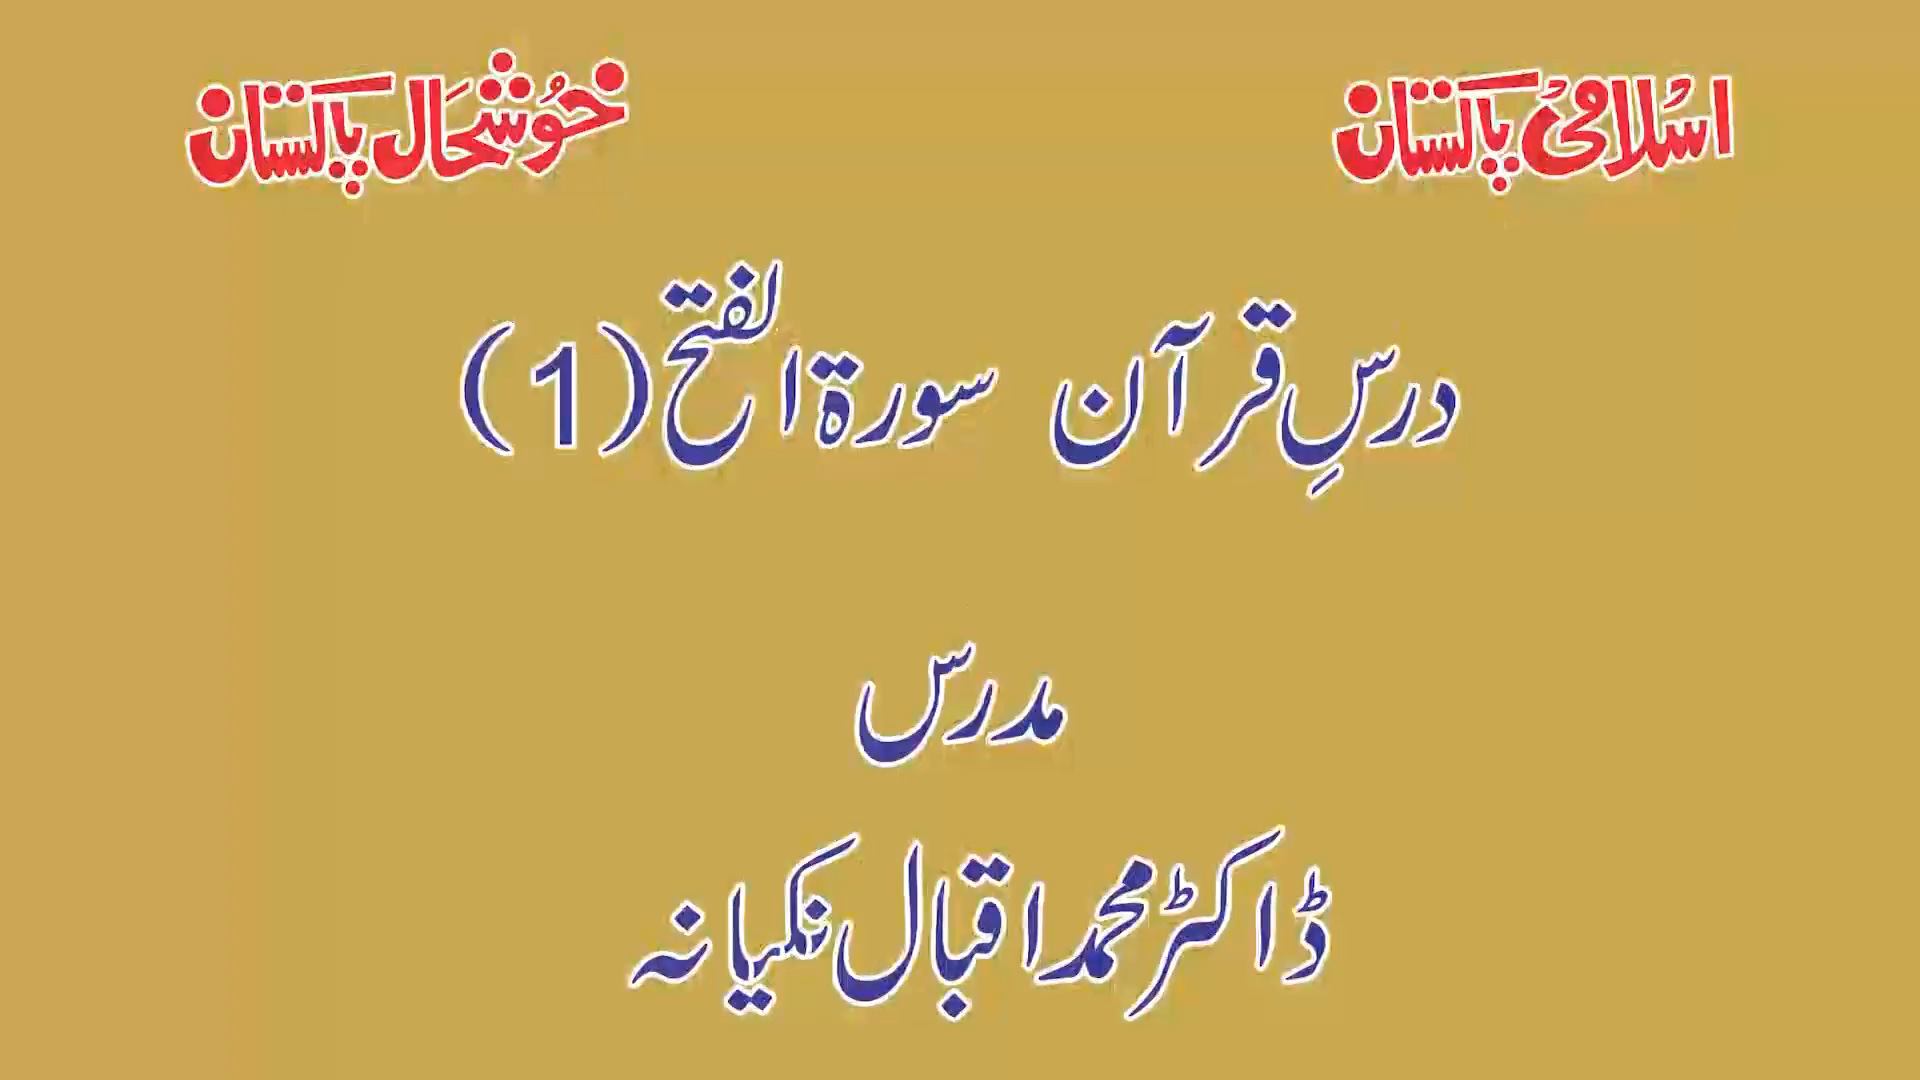 اسلامی پاکستان
خوشحال پاکستان
درسِ قرآن سورۃ الفتح (1)
مدرس
ڈاکٹر محمد اقبال نکیانہ